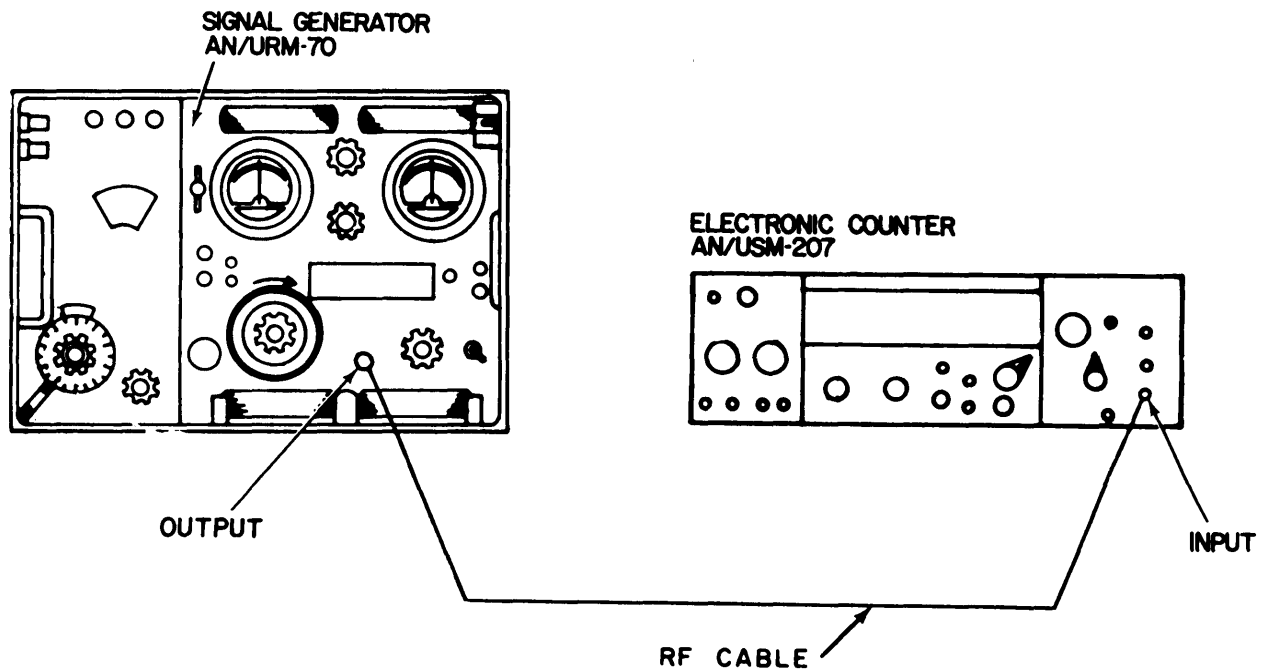 SIGNAL GENERATOR
AN/URM-70
ELECTRONIC COUNTER
AN/USM-207
OUTPUT
INPUT
RF CABLE